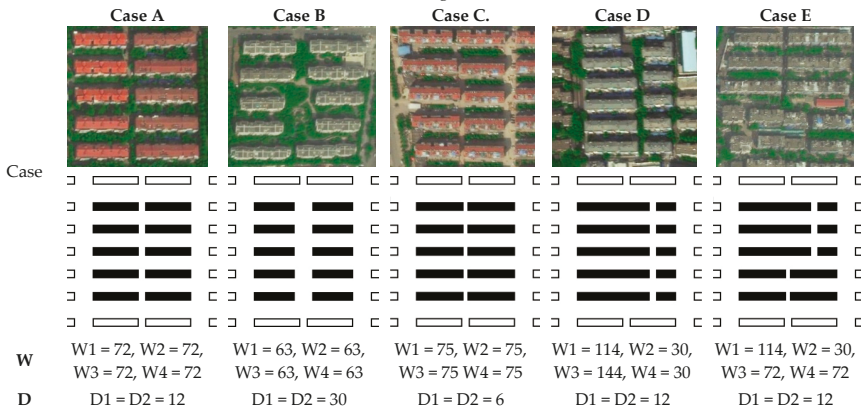 Case A Case B Case C. Case D Case E
Case
W1 = 72, W2 = 72, W1 = 63, W2 = 63, W1 = 75, W2 = 75, W1 = 114, W2 = 30, W1 = 114, W2 = 30,
W
W3 = 72, W4 = 72 W3 = 63, W4 = 63 W3 = 75 W4 = 75 W3 = 144, W4 = 30 W3 = 72, W4 = 72
D D1 = D2 = 12 D1 = D2 = 30 D1 = D2 = 6 D1 = D2 = 12 D1 = D2 = 12